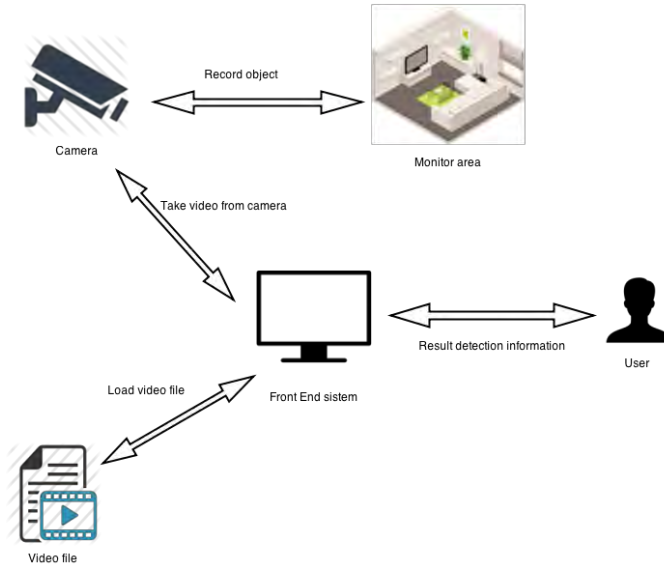 Record object
Camera
Monitor area
Take video from camera
Result detection information
User
Load video file
Front End sistem
Video file